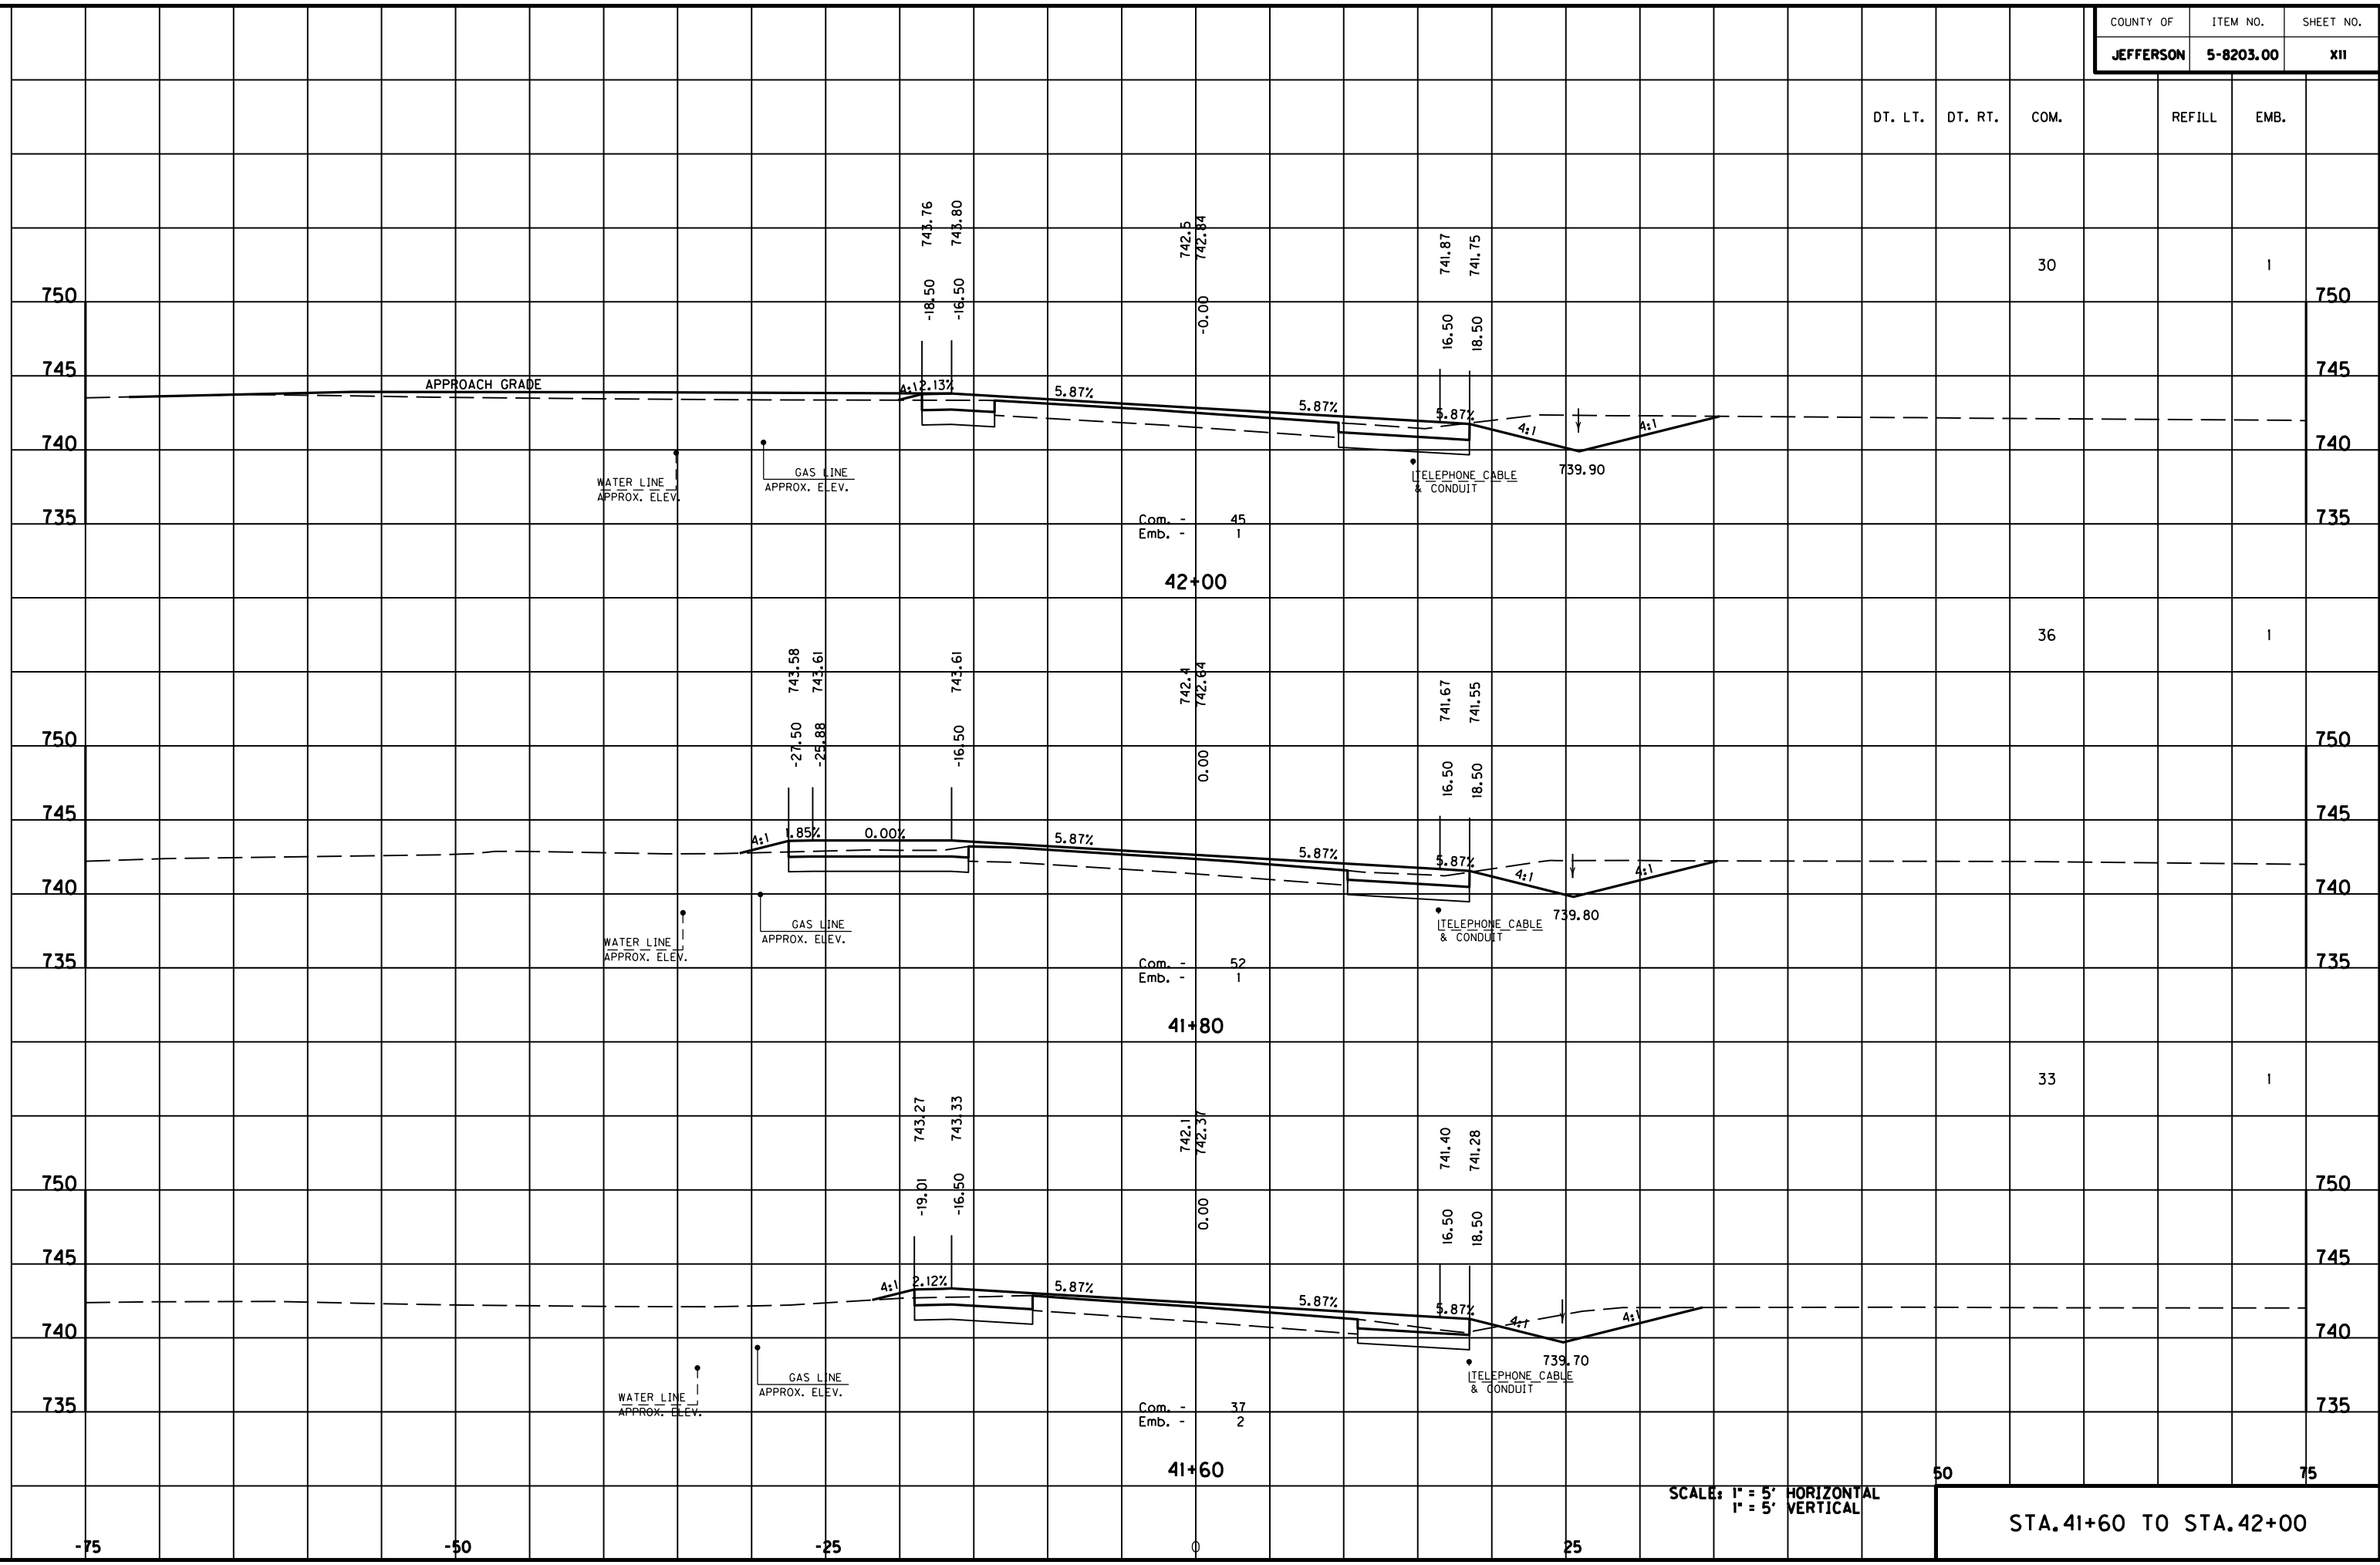 COUNTY OF ITEM NO. SHEET NO.
JEFFERSON 5-8203.00 XII
DT. LT. DT. RT. COM. REFILL EMB.
743.76 743.80 742.5 742.84 741.87 741.75
30 1
-18.50 -16.50 -0.00 16.50 18.50
750 750
745 745
APPROACH GRADE 4:1 2.13% 5.87% 5.87% 5.87% 4:1 4:1
740 740
WATER LINE
APPROX. ELEV.
GAS LINE
APPROX. ELEV.
TELEPHONE CABLE
& CONDUIT
739.90
735 735
Com. - 45
Emb. - 1
42+00
36 1
743.58 743.61 743.61 742.4 742.64 741.67 741.55
-27.50 -25.88 -16.50 0.00 16.50 18.50
750 750
745 745
4:1 1.85% 0.00% 5.87% 5.87% 5.87% 4:1 4:1
740 740
WATER LINE
APPROX. ELEV.
GAS LINE
APPROX. ELEV.
TELEPHONE CABLE
& CONDUIT
739.80
735 735
Com. - 52
Emb. - 1
41+80
33 1
743.27 743.33 742.1 742.37 741.40 741.28
-19.01 -16.50 0.00 16.50 18.50
750 750
745 745
4:1 2.12% 5.87% 5.87% 5.87% 4:1 4:1
740 740
WATER LINE
APPROX. ELEV.
GAS LINE
APPROX. ELEV.
TELEPHONE CABLE
& CONDUIT
739.70
735 735
Com. - 37
Emb. - 2
41+60
50 75
SCALE: 1" = 5' HORIZONTAL
1" = 5' VERTICAL
STA.41+60 TO STA.42+00
-75 -50 -25 0 25